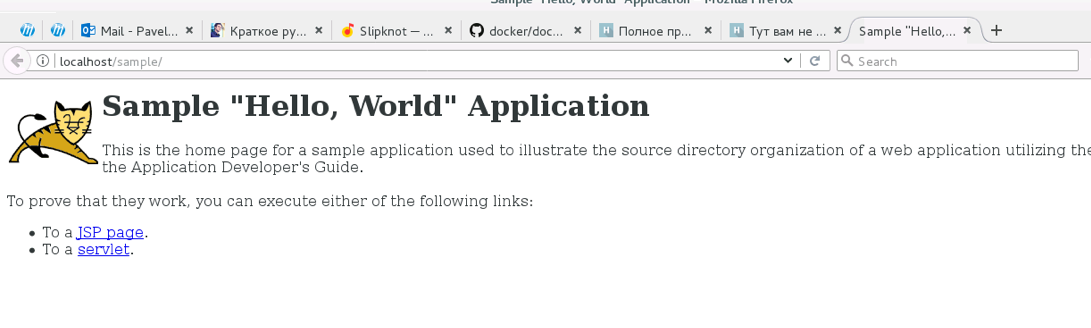 Sample "Hello, World" Application - Mozilla Firefox
Mail - Pavel...
Краткое ру...
Slipknot — ...
docker/doc...
Полное пр...
Тут вам не ...
Sample "Hello,...
localhost/sample/
Search
Sample "Hello, World" Application
This is the home page for a sample application used to illustrate the source directory organization of a web application utilizing the
the Application Developer's Guide.
To prove that they work, you can execute either of the following links:
To a JSP page.
To a servlet.